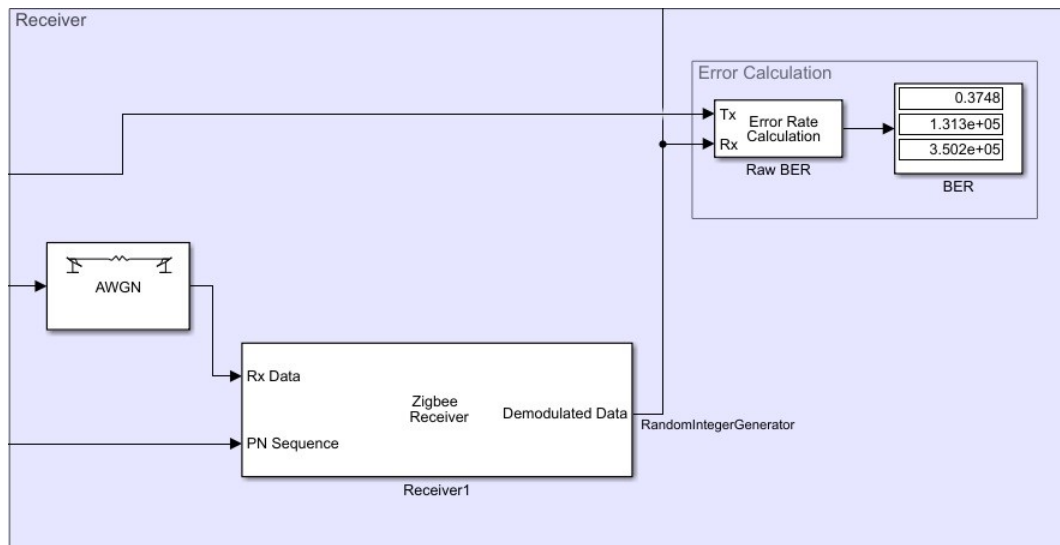 Receiver
Error Calculation
Tx
Rx
Error Rate
Calculation
Raw BER
0.3748
1.313e+05
3.502e+05
BER
AWGN
Rx Data
PN Sequence
Zigbee
Receiver
Demodulated Data
RandomIntegerGenerator
Receiver1